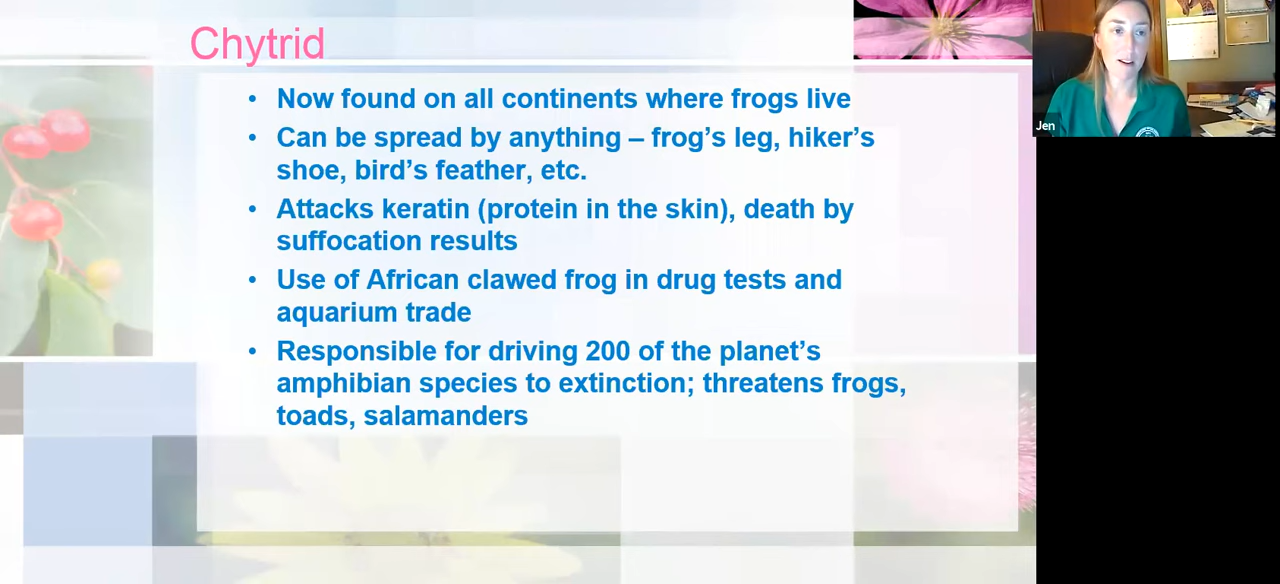 Chytrid
• Now found on all continents where frogs live
• Can be spread by anything – frog’s leg, hiker’s
shoe, bird’s feather, etc.
• Attacks keratin (protein in the skin), death by
suffocation results
• Use of African clawed frog in drug tests and
aquarium trade
• Responsible for driving 200 of the planet’s
amphibian species to extinction; threatens frogs,
toads, salamanders
Jen